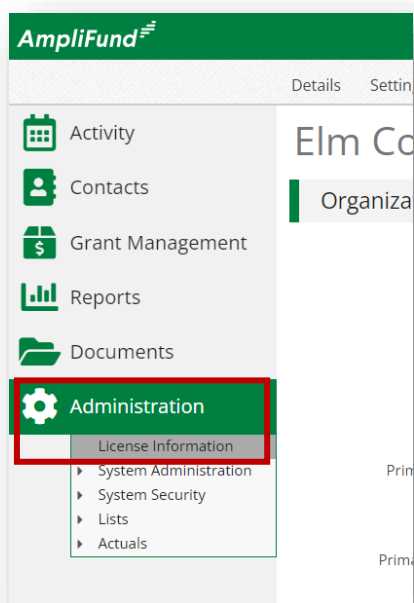 AmpliFund
Details Settin
Activity
Elm Co
Contacts
Organiza
Grant Management
Reports
Documents
Administration
License Information
System Administration
Prim
System Security
Lists
Actuals
Prima